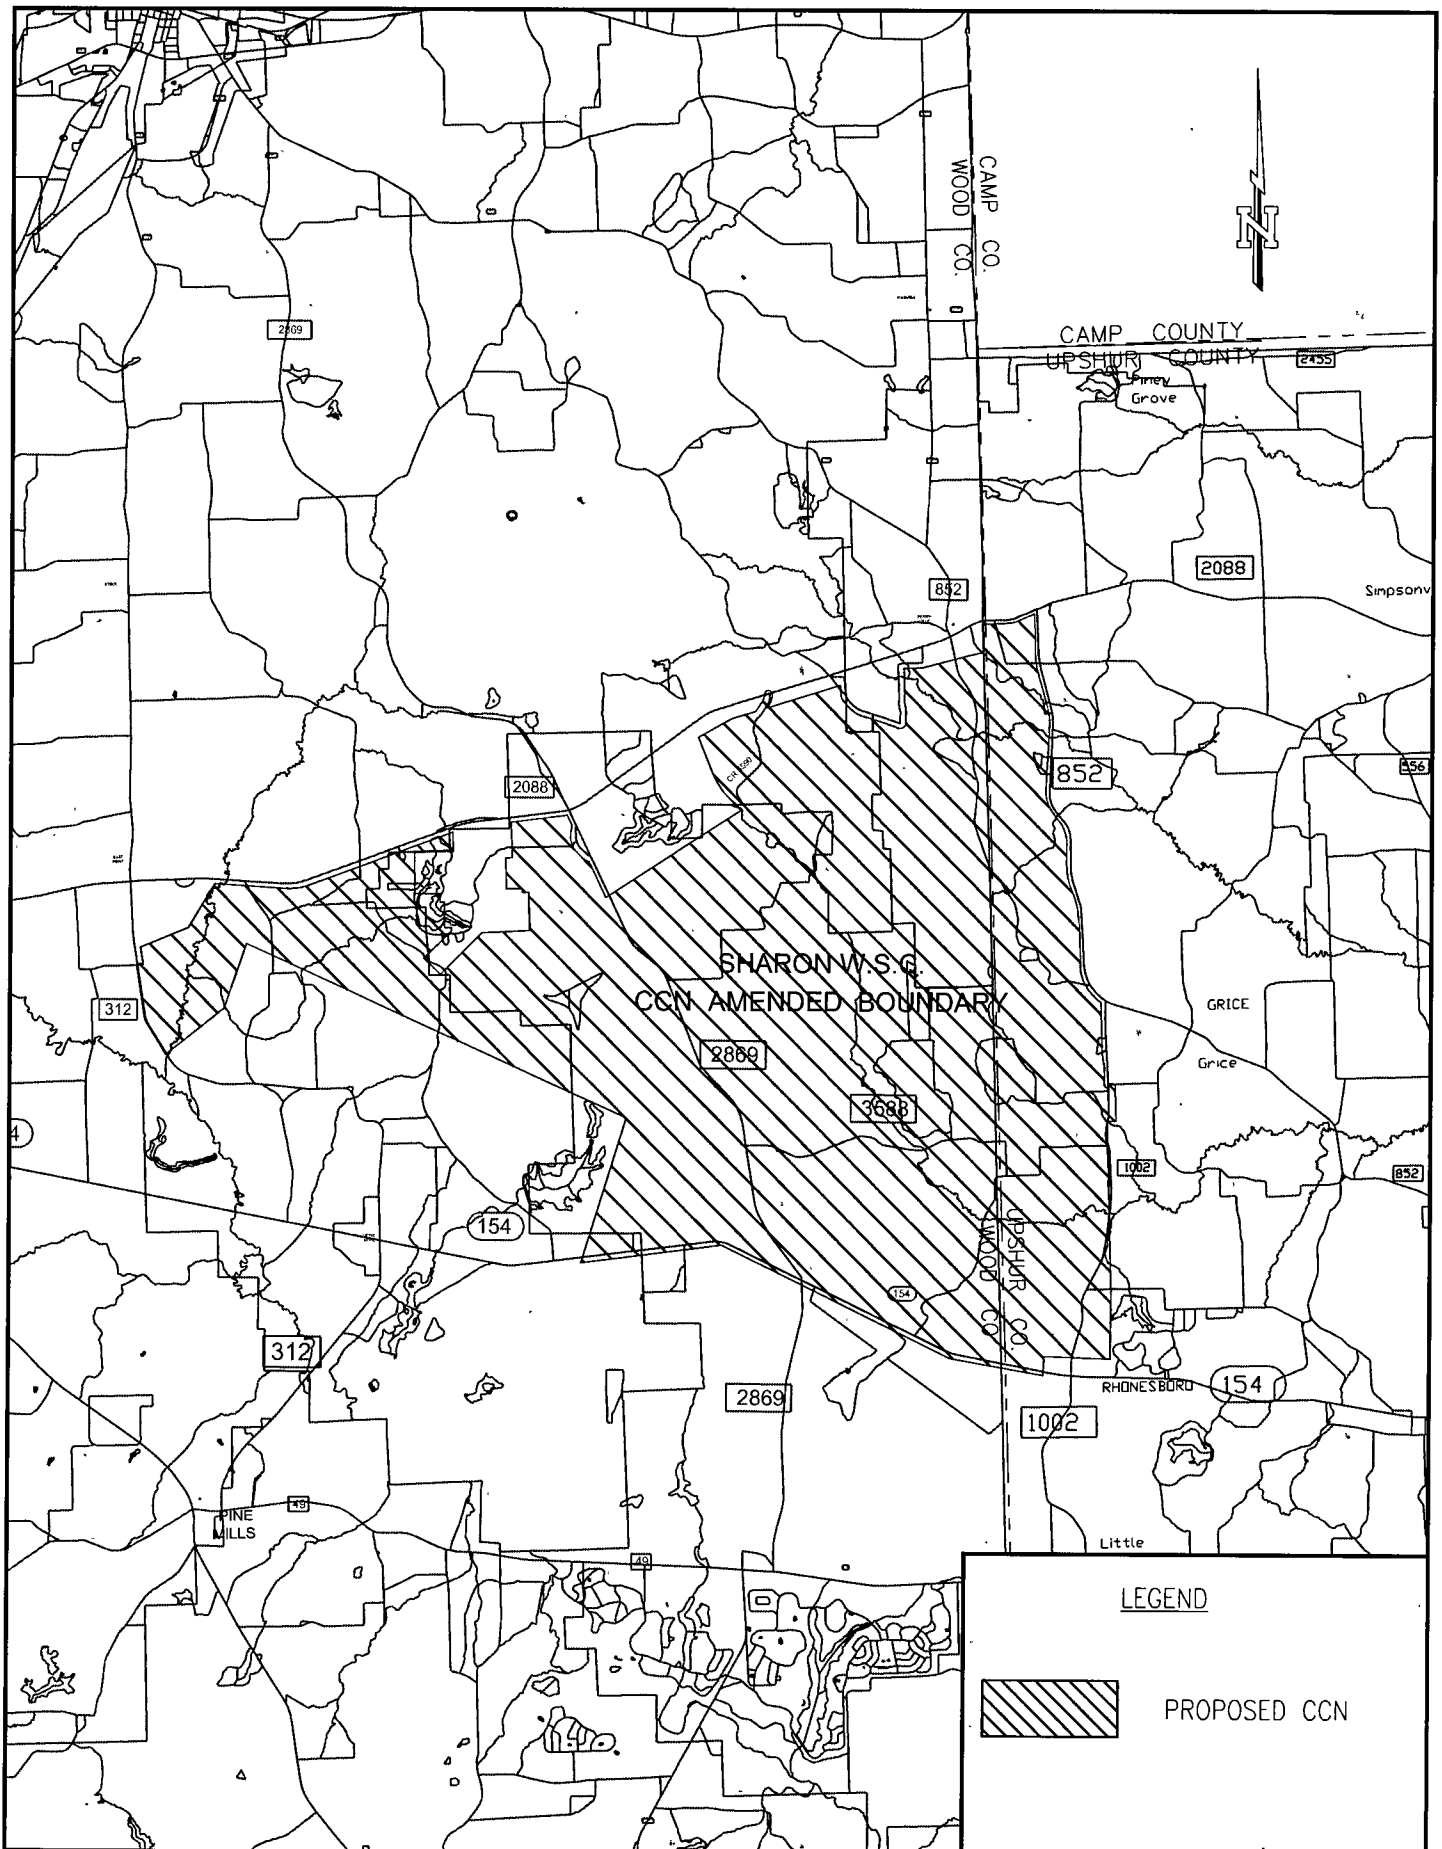 CAMP CO.
WOOD CO.
N
2869
CAMP COUNTY
UPSHUR COUNTY
2455
Piney
Grove
2088
852
Simpsonv
2088
CR 3590
852
556
SHARON W.S.C.
CCN AMENDED BOUNDARY
312
GRICE
Grice
2869
3688
4
1002
852
154
UPSHUR CO.
WOOD CO.
154
312
2869
RHONESBORO
154
1002
49
PINE
MILLS
49
Little
LEGEND
PROPOSED CCN